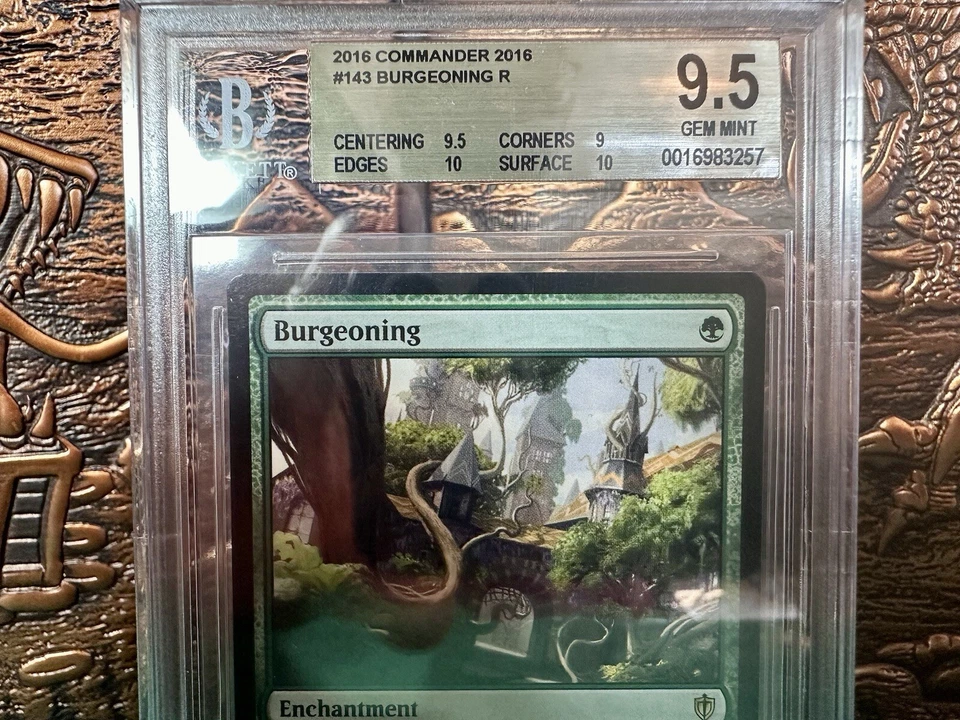 2016 COMMANDER 2016
#143 BURGEONING R
9.5
GEM MINT
CENTERING 9.5 CORNERS 9
EDGES 10 SURFACE 10
0016983257
B
ETT®
Burgeoning
Enchantment